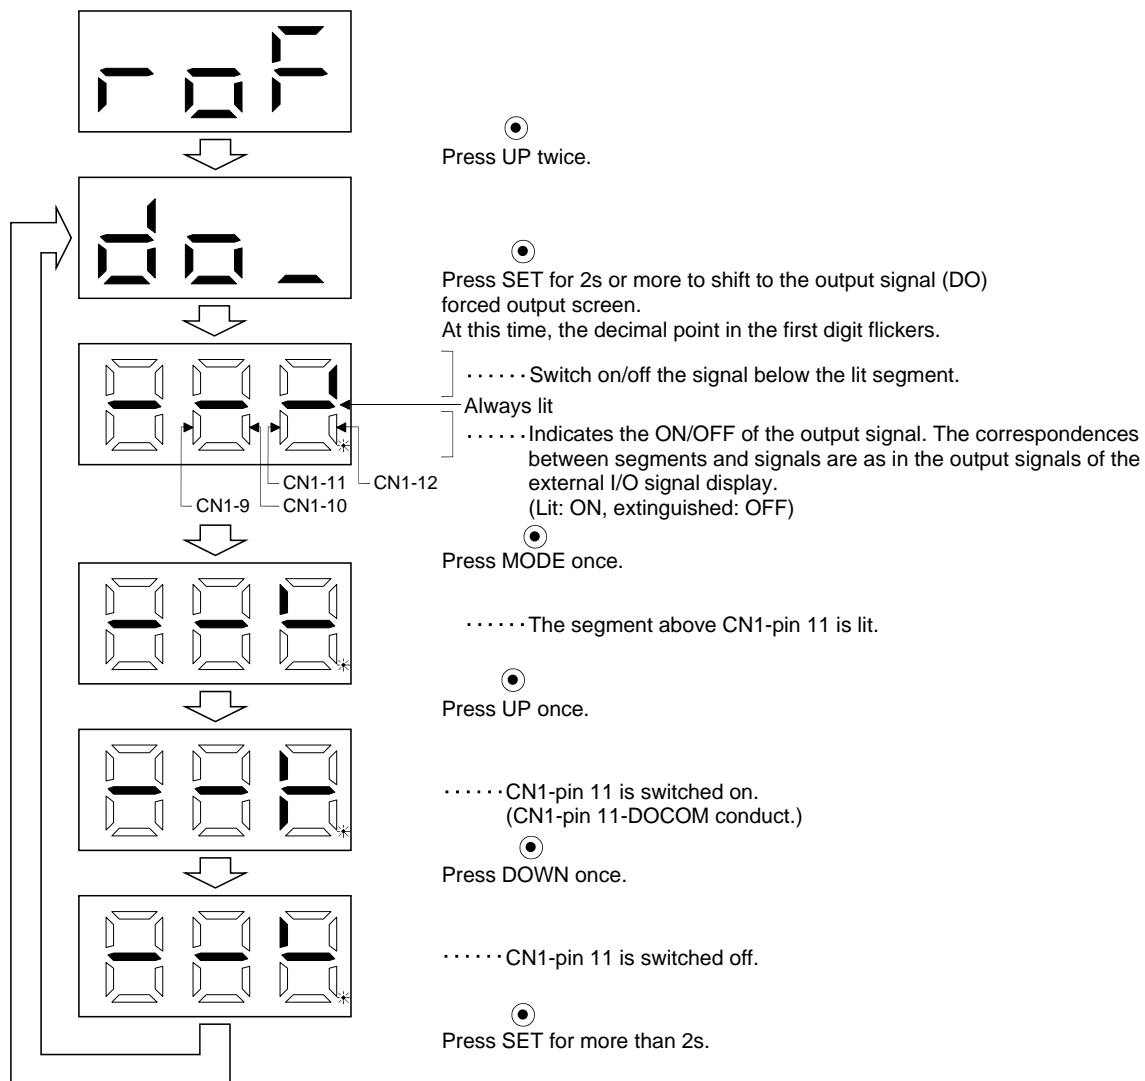 roF
Press UP twice.
do_
Press SET for 2s or more to shift to the output signal (DO)
forced output screen.
At this time, the decimal point in the first digit flickers.
······Switch on/off the signal below the lit segment.
Always lit
······Indicates the ON/OFF of the output signal. The correspondences
between segments and signals are as in the output signals of the
external I/O signal display.
(Lit: ON, extinguished: OFF)
CN1-11 CN1-12
CN1-9 CN1-10
Press MODE once.
······The segment above CN1-pin 11 is lit.
Press UP once.
······CN1-pin 11 is switched on.
(CN1-pin 11-DOCOM conduct.)
Press DOWN once.
······CN1-pin 11 is switched off.
Press SET for more than 2s.